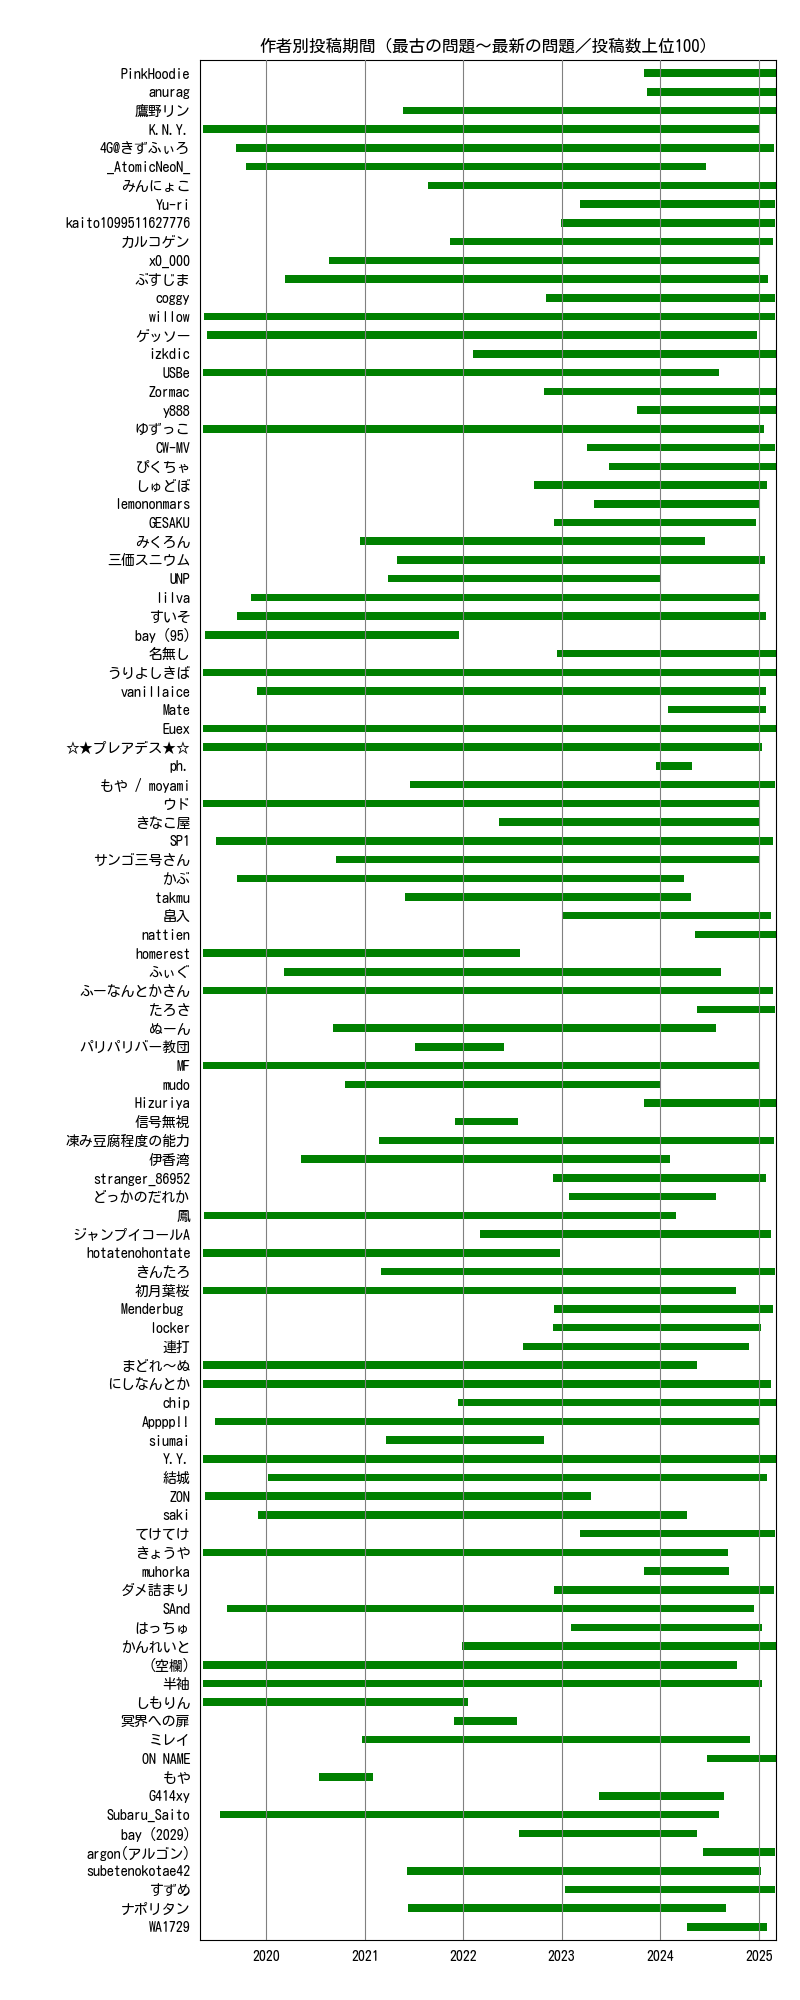 作者別投稿期間（最古の問題～最新の問題／投稿数上位100）
PinkHoodie
anurag
鷹野リン
K.N.Y.
4G@きずふぃろ
_AtomicNeoN_
みんにょこ
Yu-ri
kaito1099511627776
カルコゲン
x0_000
ぶすじま
coggy
willow
ゲッソー
izkdic
USBe
Zormac
y888
ゆずっこ
CW-MV
ぴくちゃ
しゅどぼ
lemononmars
GESAKU
みくろん
三価スニウム
UNP
lilva
すいそ
bay (95)
名無し
うりよしきば
vanillaice
Mate
Euex
☆★プレアデス★☆
ph.
もや / moyami
ウド
きなこ屋
SP1
サンゴ三号さん
かぶ
takmu
畠入
nattien
homerest
ふぃぐ
ふーなんとかさん
たろさ
ぬーん
パリパリバー教団
MF
mudo
Hizuriya
信号無視
凍み豆腐程度の能力
伊香湾
stranger_86952
どっかのだれか
鳳
ジャンプイコールA
hotatenohontate
きんたろ
初月葉桜
Menderbug
locker
連打
まどれ～ぬ
にしなんとか
chip
Appppl!
siumai
Y.Y.
結城
ZON
saki
てけてけ
きょうや
muhorka
ダメ詰まり
SAnd
はっちゅ
かんれいと
(空欄)
半袖
しもりん
冥界への扉
ミレイ
ON NAME
もや
G414xy
Subaru_Saito
bay (2029)
argon(アルゴン)
subetenokotae42
すずめ
ナポリタン
WA1729
2020 2021 2022 2023 2024 2025